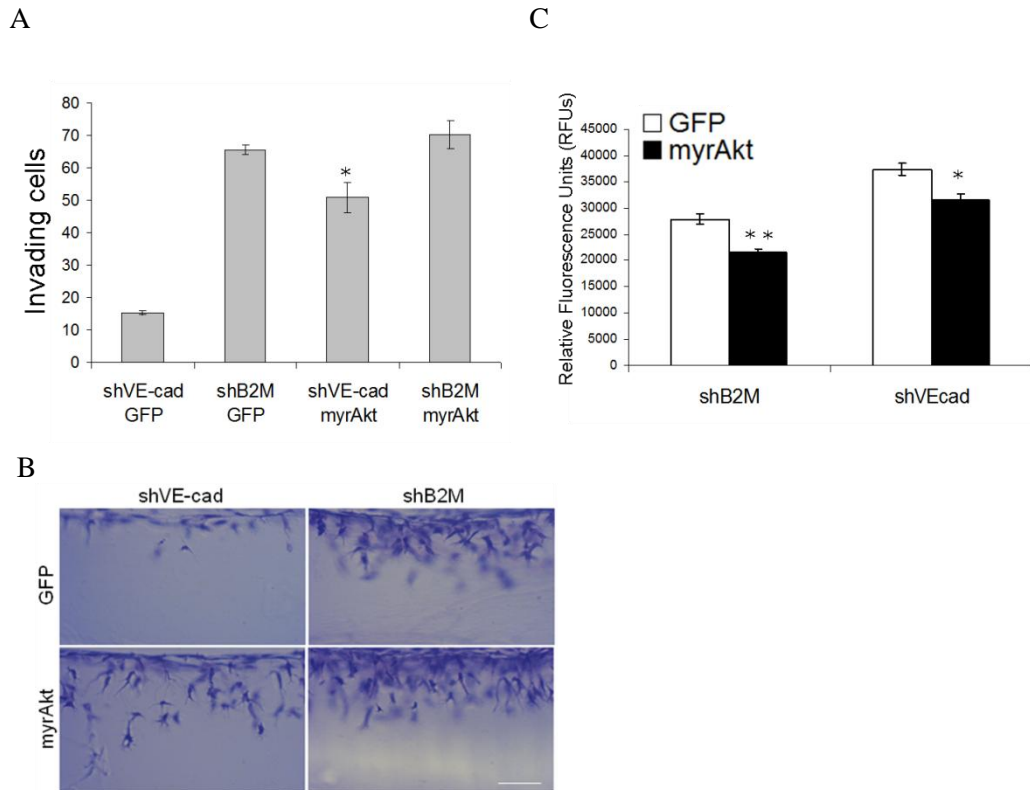 A
C
Invading cells
80
70
60
50
40
30
20
10
0
*
shVE-cad GFP
shB2M GFP
shVE-cad myrAkt
shB2M myrAkt
Relative Fluorescence Units (RFUs)
GFP
myrAkt
45000
40000
35000
30000
25000
20000
15000
10000
5000
0
* *
*
shB2M
shVEcad
B
shVE-cad
shB2M
GFP
myrAkt